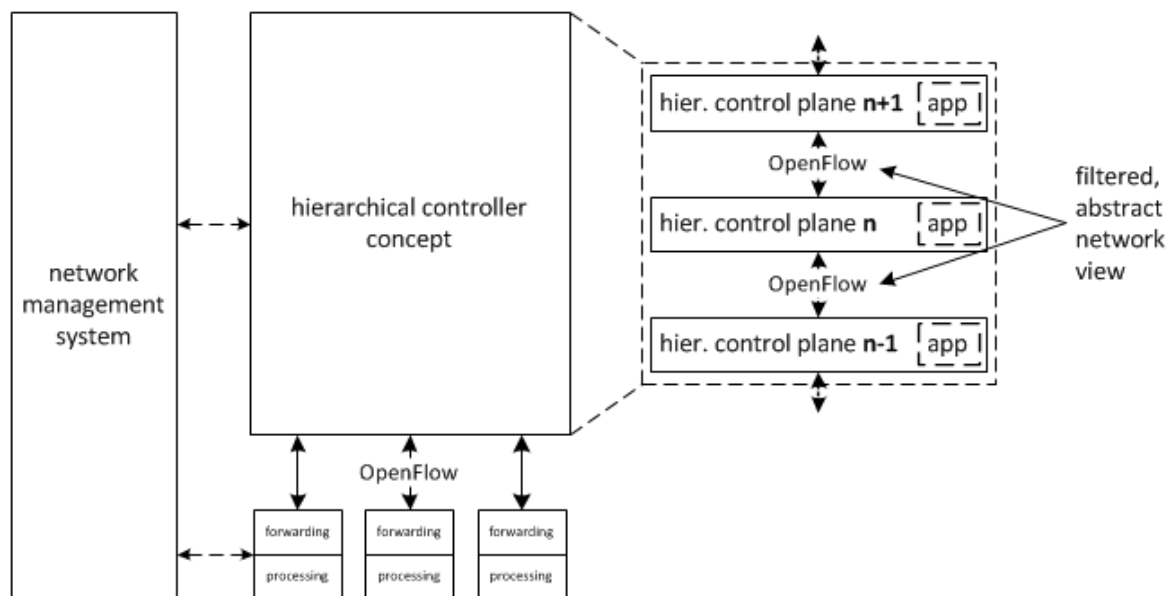 network
management
system
hierarchical controller
concept
OpenFlow
forwarding
processing
forwarding
processing
forwarding
processing
hier. control plane n+1 app
OpenFlow
hier. control plane n app
OpenFlow
hier. control plane n-1 app
filtered,
abstract
network
view